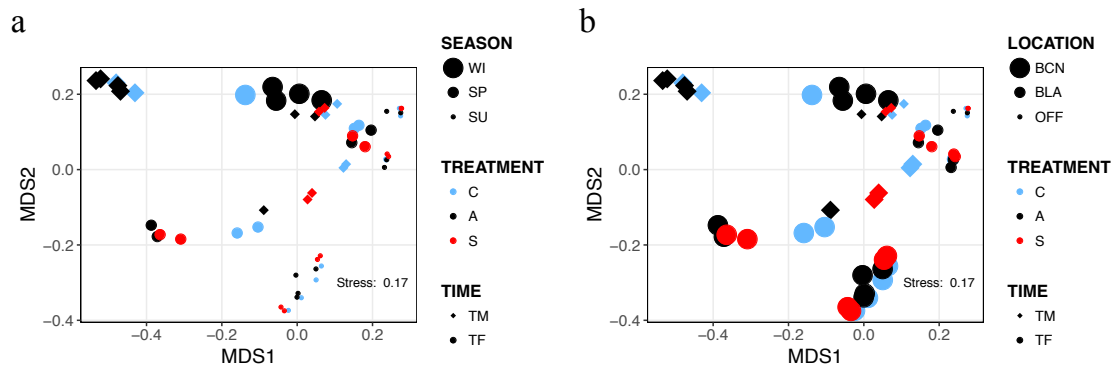 a
SEASON
WI
SP
SU
TREATMENT
C
A
S
TIME
TM
TF
0.2
0.0
−0.2
−0.4
MDS2
Stress: 0.17
−0.4 −0.2 0.0 0.2
MDS1
b
LOCATION
BCN
BLA
OFF
TREATMENT
C
A
S
TIME
TM
TF
0.2
0.0
−0.2
−0.4
MDS2
Stress: 0.17
−0.4 −0.2 0.0 0.2
MDS1